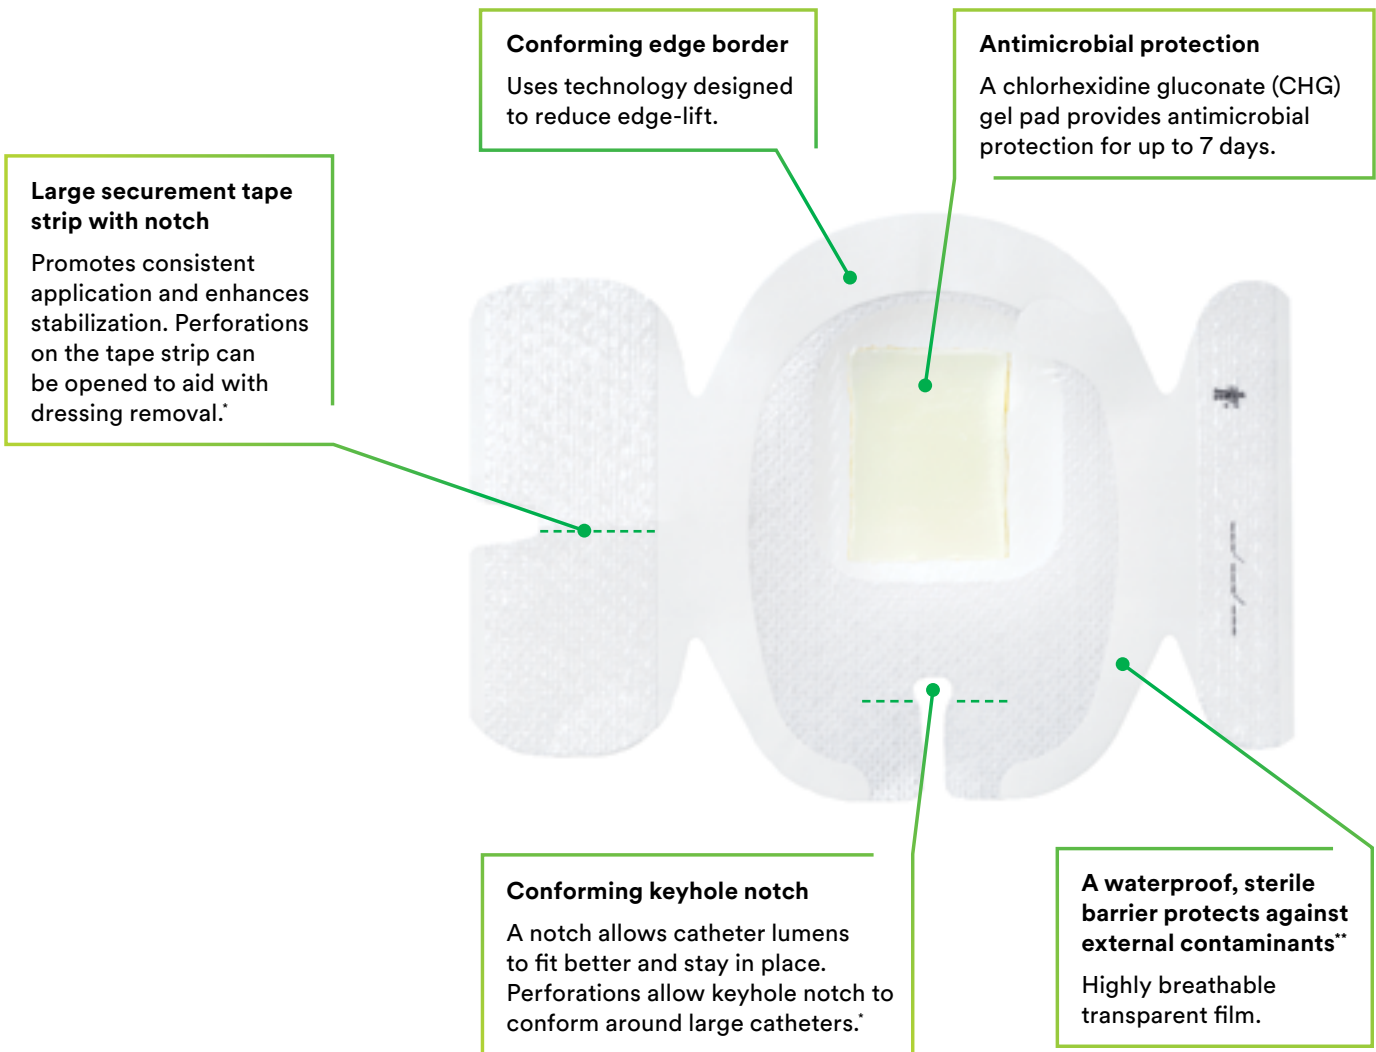 Conforming edge border
Uses technology designed
to reduce edge-lift.
Antimicrobial protection
A chlorhexidine gluconate (CHG)
gel pad provides antimicrobial
protection for up to 7 days.
Large securement tape
strip with notch
Promotes consistent
application and enhances
stabilization. Perforations
on the tape strip can
be opened to aid with
dressing removal.*
Conforming keyhole notch
A notch allows catheter lumens
to fit better and stay in place.
Perforations allow keyhole notch to
conform around large catheters.*
A waterproof, sterile
barrier protects against
external contaminants**
Highly breathable
transparent film.